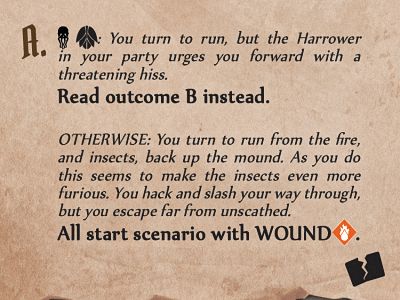 A. : You turn to run, but the Harrower
in your party urges you forward with a
threatening hiss.
Read outcome B instead.
OTHERWISE: You turn to run from the fire,
and insects, back up the mound. As you do
this seems to make the insects even more
furious. You hack and slash your way through,
but you escape far from unscathed.
All start scenario with WOUND.